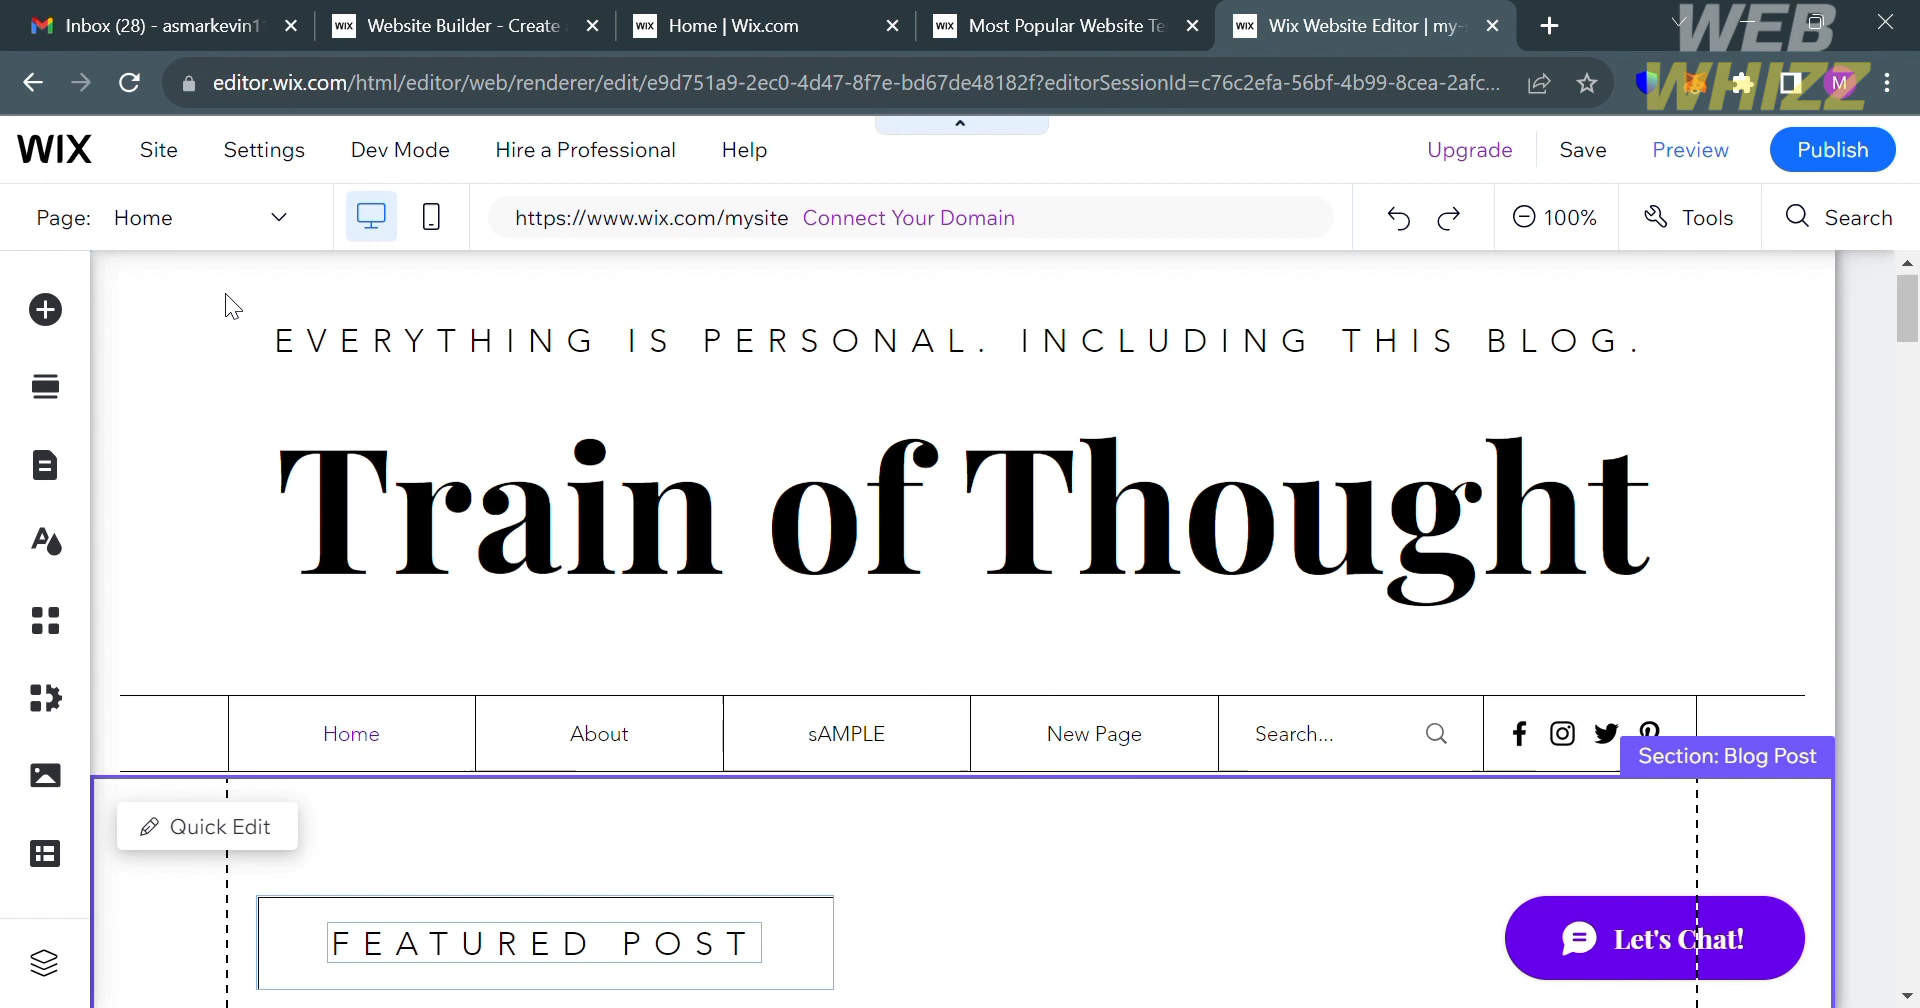 Inbox (28) - asmarkevin1
WIX Website Builder - Create
WIX Home | Wix.com
WIX Most Popular Website Te
WIX Wix Website Editor | my-
WEB
WHIZZ
editor.wix.com/html/editor/web/renderer/edit/e9d751a9-2ec0-4d47-8f7e-bd67de48182f?editorSessionId=c76c2efa-56bf-4b99-8cea-2afc...
M
WIX Site Settings Dev Mode Hire a Professional Help Upgrade Save Preview Publish
Page: Home https://www.wix.com/mysite Connect Your Domain 100% Tools Search
EVERYTHING IS PERSONAL. INCLUDING THIS BLOG.
Train of Thought
Home About sAMPLE New Page Search...
Section: Blog Post
Quick Edit
FEATURED POST
Let's Chat!